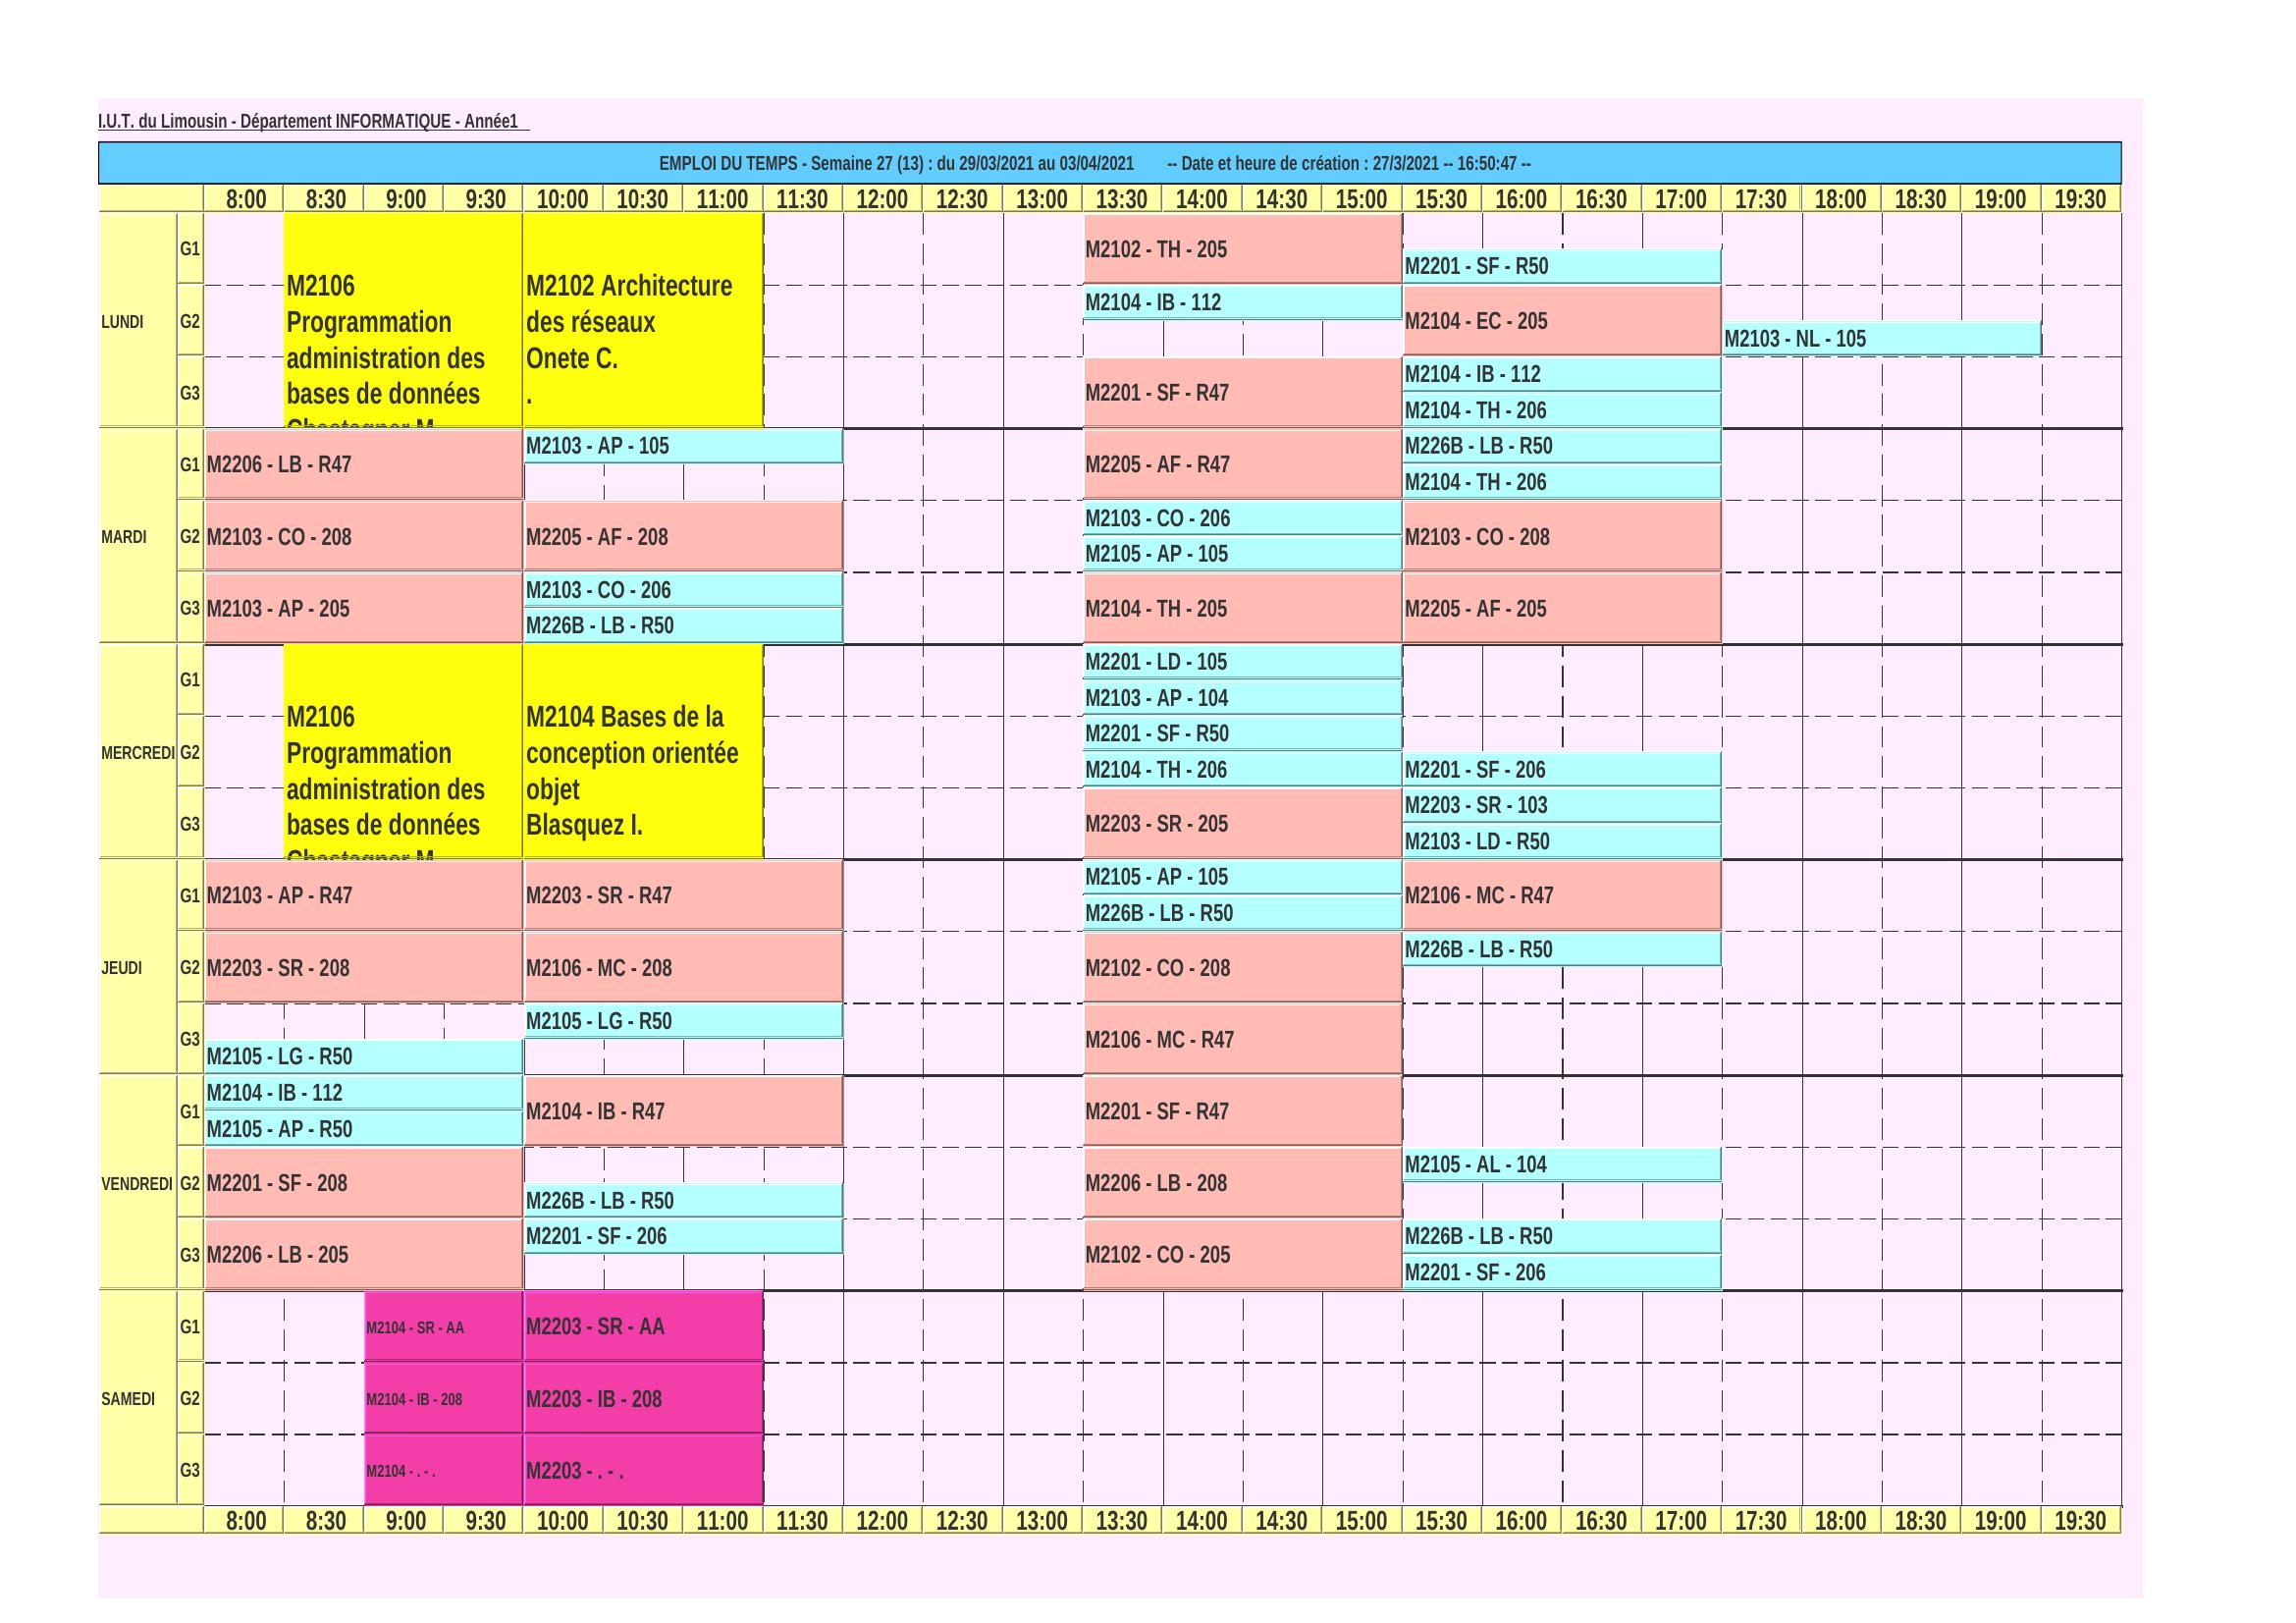 I.U.T. du Limousin - Département INFORMATIQUE - Année1
EMPLOI DU TEMPS - Semaine 27 (13) : du 29/03/2021 au 03/04/2021 -- Date et heure de création : 27/3/2021 -- 16:50:47 --
8:00 8:30 9:00 9:30 10:00 10:30 11:00 11:30 12:00 12:30 13:00 13:30 14:00 14:30 15:00 15:30 16:00 16:30 17:00 17:30 18:00 18:30 19:00 19:30
LUNDI
G1
G2
G3
M2106
Programmation
administration des
bases de données
Chastagner M.
M2102 Architecture
des réseaux
Onete C.
.
M2102 - TH - 205
M2201 - SF - R50
M2104 - IB - 112
M2104 - EC - 205
M2103 - NL - 105
M2201 - SF - R47
M2104 - IB - 112
M2104 - TH - 206
MARDI
G1
M2206 - LB - R47
M2103 - AP - 105
M2205 - AF - R47
M226B - LB - R50
M2104 - TH - 206
G2
M2103 - CO - 208
M2205 - AF - 208
M2103 - CO - 206
M2105 - AP - 105
M2103 - CO - 208
G3
M2103 - AP - 205
M2103 - CO - 206
M226B - LB - R50
M2104 - TH - 205
M2205 - AF - 205
MERCREDI
G1
G2
G3
M2106
Programmation
administration des
bases de données
Chastagner M.
M2104 Bases de la
conception orientée
objet
Blasquez I.
M2201 - LD - 105
M2103 - AP - 104
M2201 - SF - R50
M2104 - TH - 206
M2201 - SF - 206
M2203 - SR - 205
M2203 - SR - 103
M2103 - LD - R50
JEUDI
G1
M2103 - AP - R47
M2203 - SR - R47
M2105 - AP - 105
M226B - LB - R50
M2106 - MC - R47
G2
M2203 - SR - 208
M2106 - MC - 208
M2102 - CO - 208
M226B - LB - R50
G3
M2105 - LG - R50
M2105 - LG - R50
M2106 - MC - R47
VENDREDI
G1
M2104 - IB - 112
M2105 - AP - R50
M2104 - IB - R47
M2201 - SF - R47
G2
M2201 - SF - 208
M226B - LB - R50
M2206 - LB - 208
M2105 - AL - 104
G3
M2206 - LB - 205
M2201 - SF - 206
M2102 - CO - 205
M226B - LB - R50
M2201 - SF - 206
SAMEDI
G1
M2104 - SR - AA
M2203 - SR - AA
G2
M2104 - IB - 208
M2203 - IB - 208
G3
M2104 - . - .
M2203 - . - .
8:00 8:30 9:00 9:30 10:00 10:30 11:00 11:30 12:00 12:30 13:00 13:30 14:00 14:30 15:00 15:30 16:00 16:30 17:00 17:30 18:00 18:30 19:00 19:30